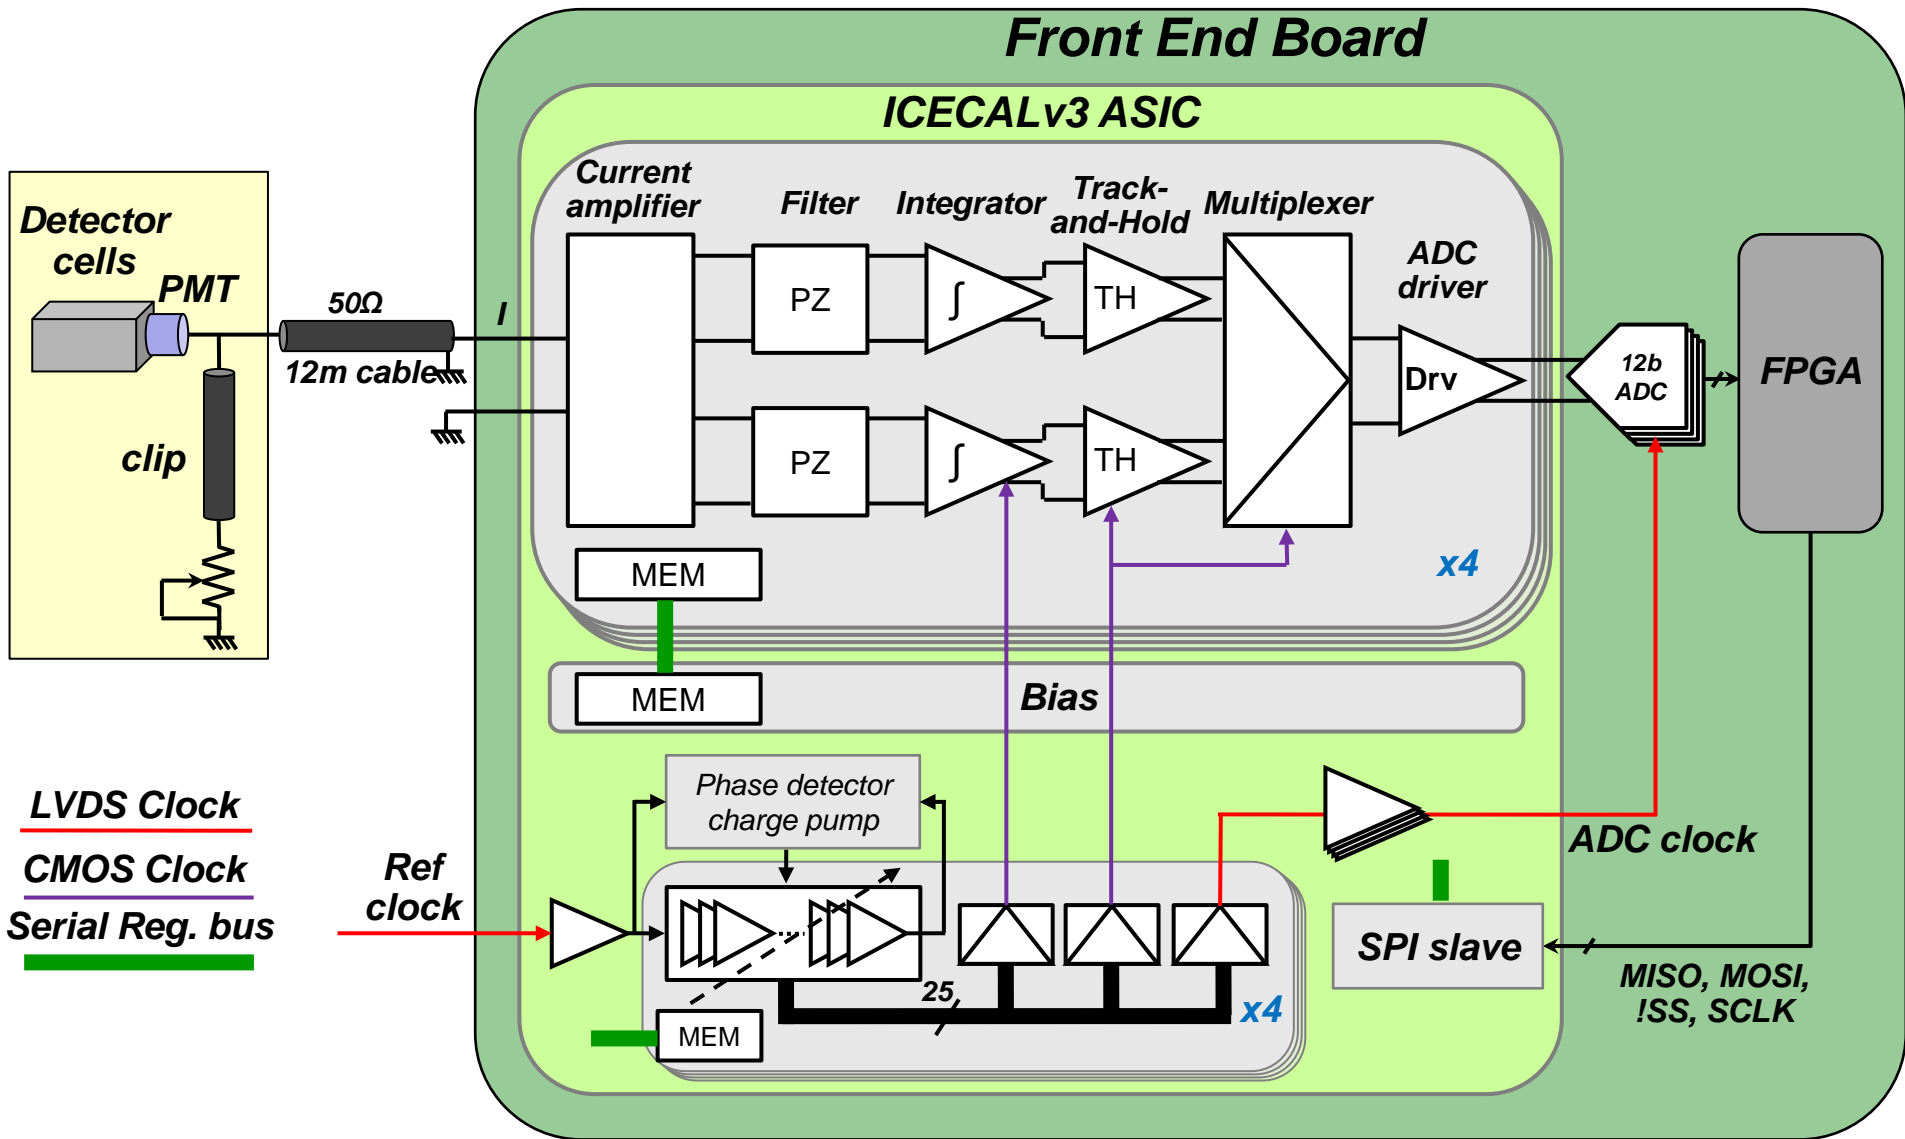 Front End Board
ICECALv3 ASIC
Current
amplifier
Filter
Integrator
Track-
and-Hold
Multiplexer
ADC
driver
Detector
cells
PMT
50Ω
12m cable
I
clip
PZ
∫
TH
Drv
12b
ADC
FPGA
PZ
∫
TH
MEM
x4
MEM
Bias
Phase detector
charge pump
LVDS Clock
CMOS Clock
Serial Reg. bus
Ref
clock
ADC clock
SPI slave
MISO, MOSI,
!SS, SCLK
25
x4
MEM